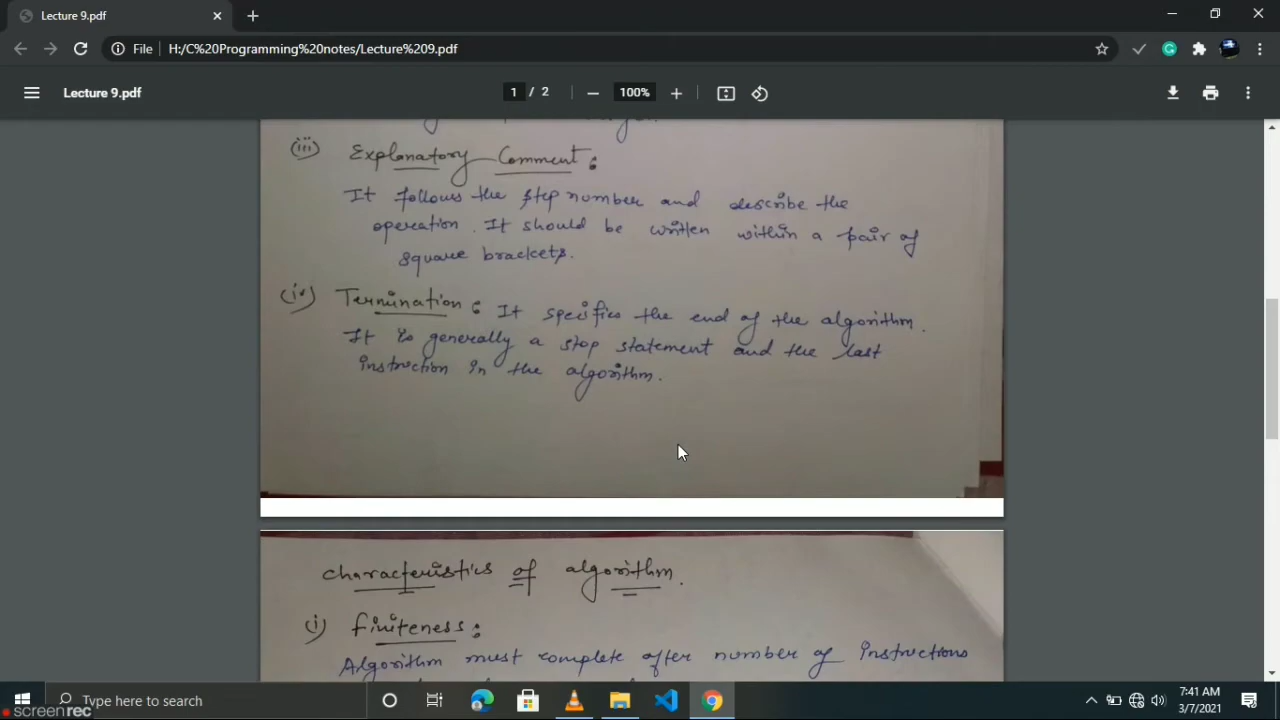 Lecture 9.pdf
File H:/C%20Programming%20notes/Lecture%209.pdf
Lecture 9.pdf
1 / 2
100%
(iii) Explanatory Comment :
It follows the step number and describe the
operation. It should be written within a pair of
square brackets.
(iv) Termination : It specifies the end of the algorithm.
It is generally a stop statement and the last
instruction in the algorithm.
characteristics of algorithm.
(i) finiteness :
Algorithm must complete after number of instructions
Type here to search
7:41 AM
3/7/2021
screenrec